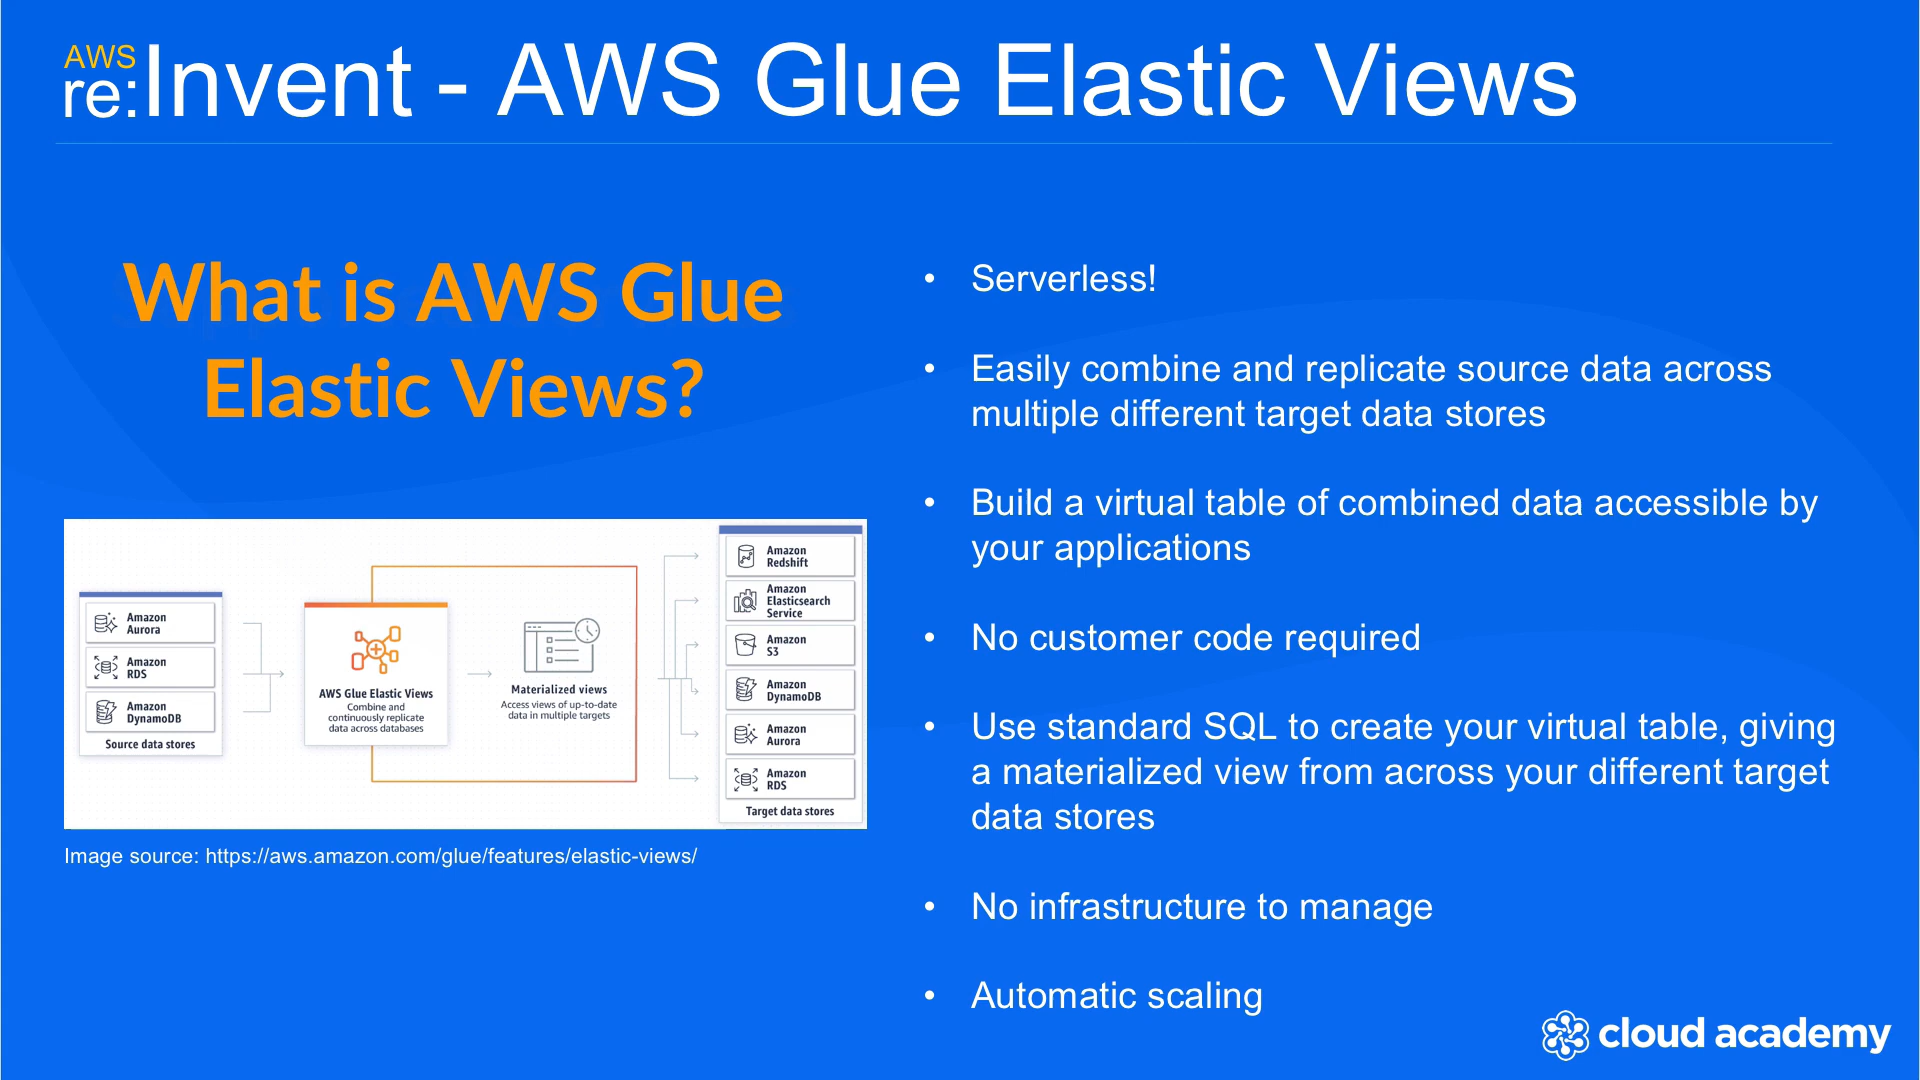 AWS
re:Invent - AWS Glue Elastic Views
What is AWS Glue
Elastic Views?
Amazon
Aurora
Amazon
RDS
Amazon
DynamoDB
Source data stores
AWS Glue Elastic Views
Combine and
continuously replicate
data across databases
Materialized views
Access views of up-to-date
data in multiple targets
Amazon
Redshift
Amazon
Elasticsearch
Service
Amazon
S3
Amazon
DynamoDB
Amazon
Aurora
Amazon
RDS
Target data stores
Image source: https://aws.amazon.com/glue/features/elastic-views/
• Serverless!
• Easily combine and replicate source data across
multiple different target data stores
• Build a virtual table of combined data accessible by
your applications
• No customer code required
• Use standard SQL to create your virtual table, giving
a materialized view from across your different target
data stores
• No infrastructure to manage
• Automatic scaling
cloud academy